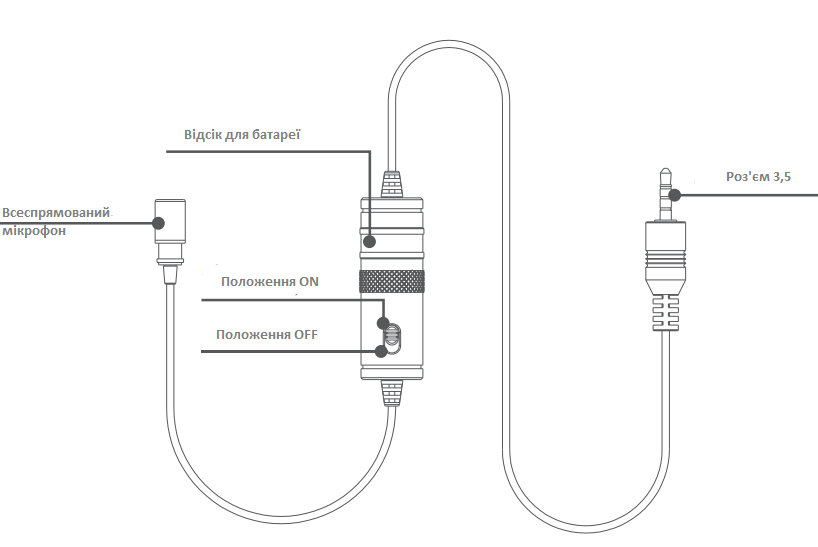 Відсік для батареї
Роз'єм 3,5
Всеспрямований
мікрофон
Положення ON
Положення OFF